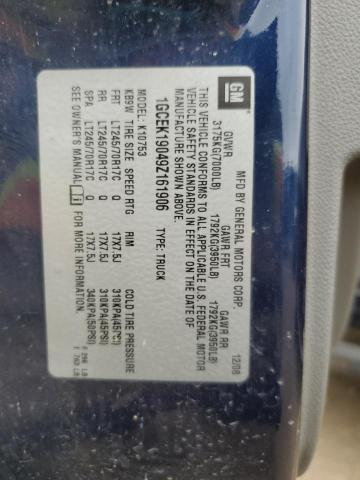 GM
MFD BY GENERAL MOTORS CORP. 12/08
GVWR GAWR FRT GAWR RR
3175KG(7000LB) 1792KG(3950LB) 1792KG(3950LB)
THIS VEHICLE CONFORMS TO ALL APPLICABLE U.S. FEDERAL MOTOR
VEHICLE SAFETY STANDARDS IN EFFECT ON THE DATE OF
MANUFACTURE SHOWN ABOVE.
1GCEK19049Z161906 TYPE: TRUCK
MODEL: K10753
KB9W TIRE SIZE SPEED RTG RIM COLD TIRE PRESSURE
FRT LT245/70R17C Q 17X7.5J 310KPA(45PSI)
RR LT245/70R17C Q 17X7.5J 310KPA(45PSI)
SPA LT245/70R17C Q 17X7.5J 340KPA(50PSI)
SEE OWNER'S MANUAL i FOR MORE INFORMATION.